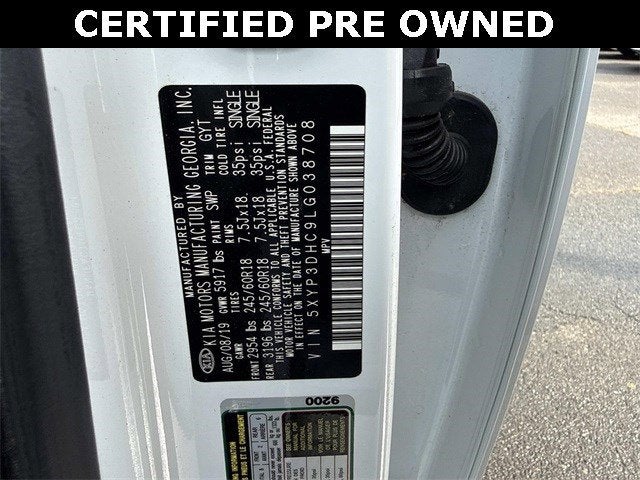 CERTIFIED PRE OWNED
MANUFACTURED BY
KIA KIA MOTORS MANUFACTURING GEORGIA, INC.
AUG/08/19 GVWR 5917 lbs PAINT SWP TRIM GYT
GAWR TIRES RIMS COLD TIRE INFL
FRONT 2954 lbs 245/60R18 7.5Jx18. 35psi SINGLE
REAR 3196 lbs 245/60R18 7.5Jx18. 35psi SINGLE
THIS VEHICLE CONFORMS TO ALL APPLICABLE U.S.A. FEDERAL
MOTOR VEHICLE SAFETY AND THEFT PREVENTION STANDARDS
IN EFFECT ON THE DATE OF MANUFACTURE SHOWN ABOVE
VIN 5XYP3DHC9LG038708
MPV
9200